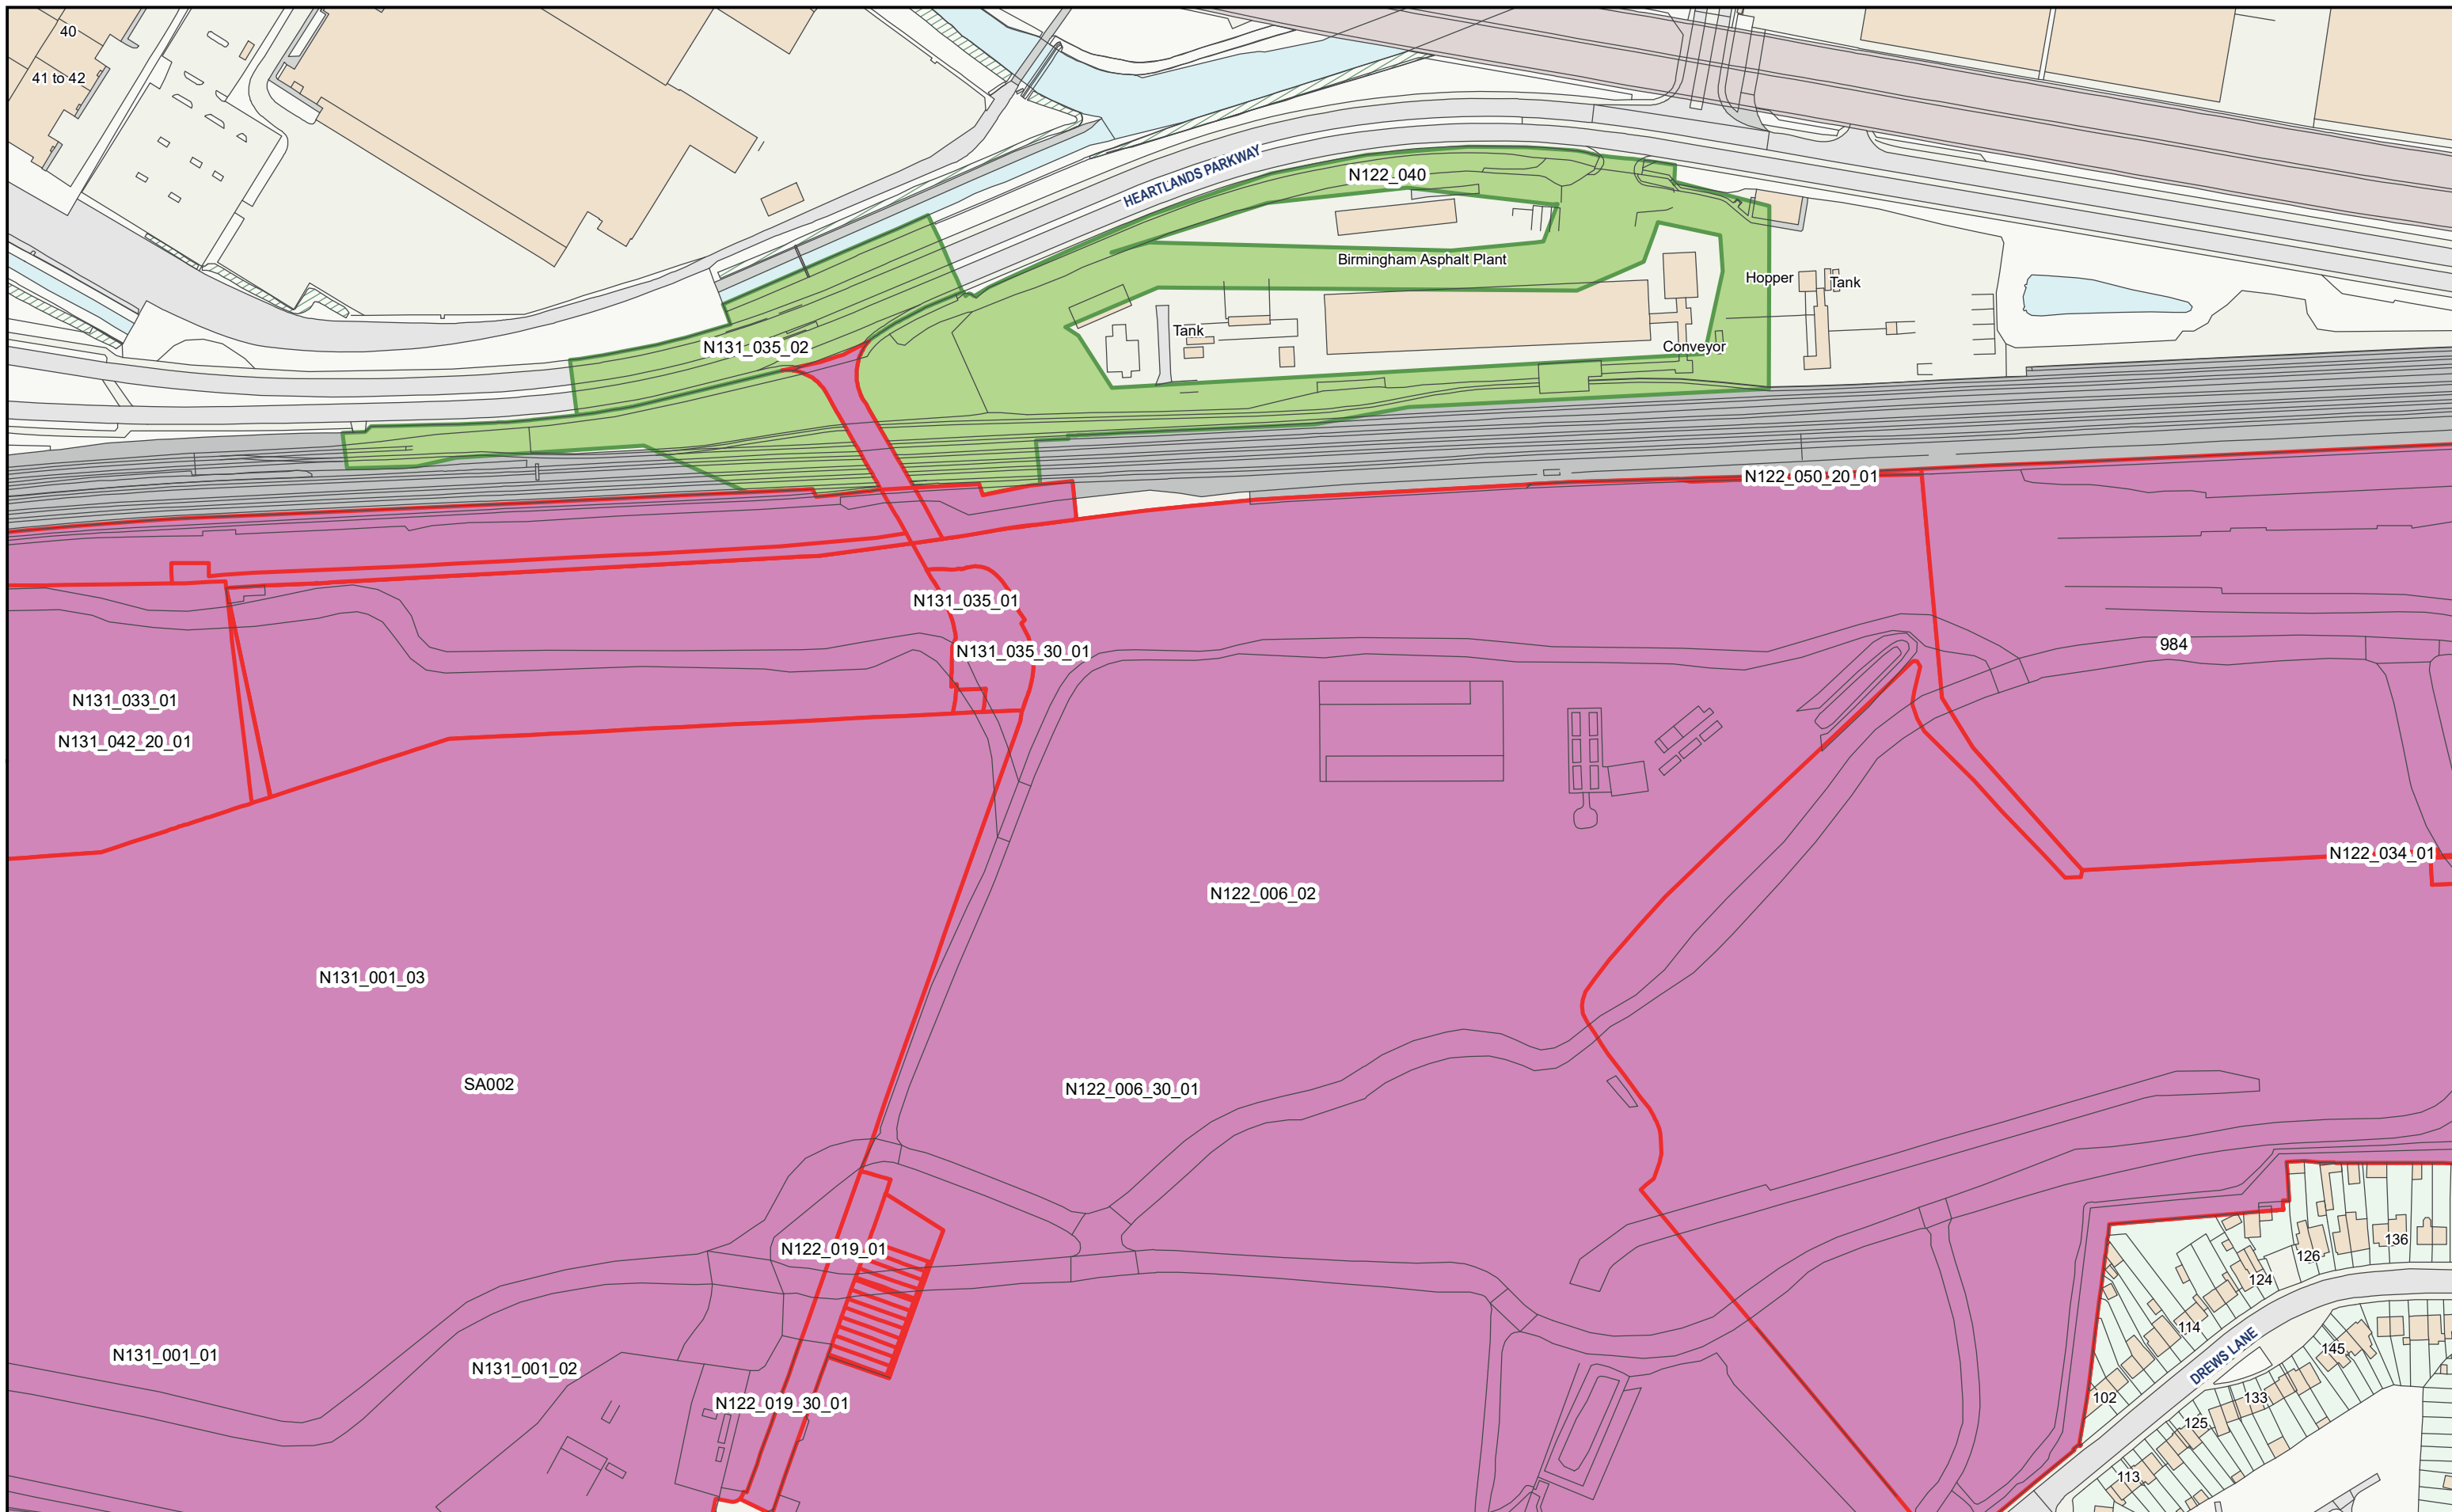 40
41 to 42
HEARTLANDS PARKWAY
N122_040
Birmingham Asphalt Plant
Hopper
Tank
Tank
N131_035_02
Conveyor
N122_050_20_01
N131_035_01
N131_035_30_01
984
N131_033_01
N131_042_20_01
N122_034_01
N122_006_02
N131_001_03
SA002
N122_006_30_01
136
126
N122_019_01
124
114
DREWS LANE
145
N131_001_01
N131_001_02
102
133
N122_019_30_01
125
113